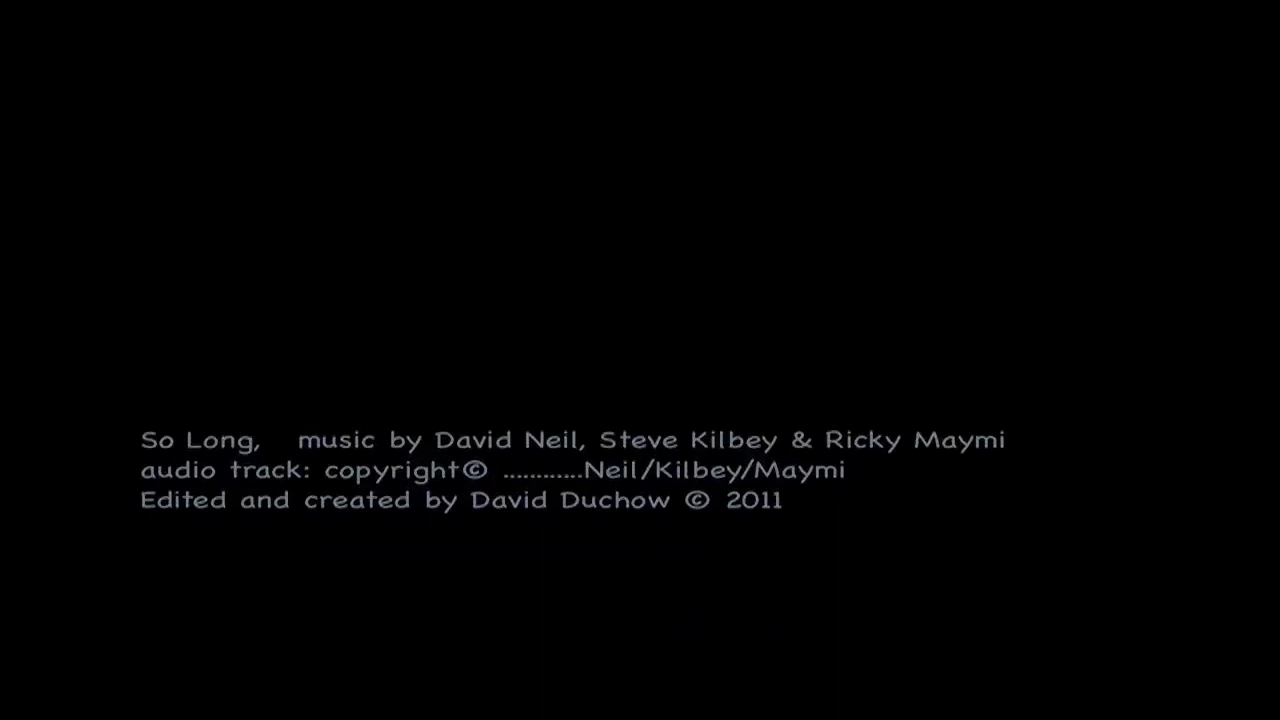 So Long,   music by David Neil, Steve Kilbey & Ricky Maymi
audio track: copyright© ............Neil/Kilbey/Maymi
Edited and created by David Duchow © 2011